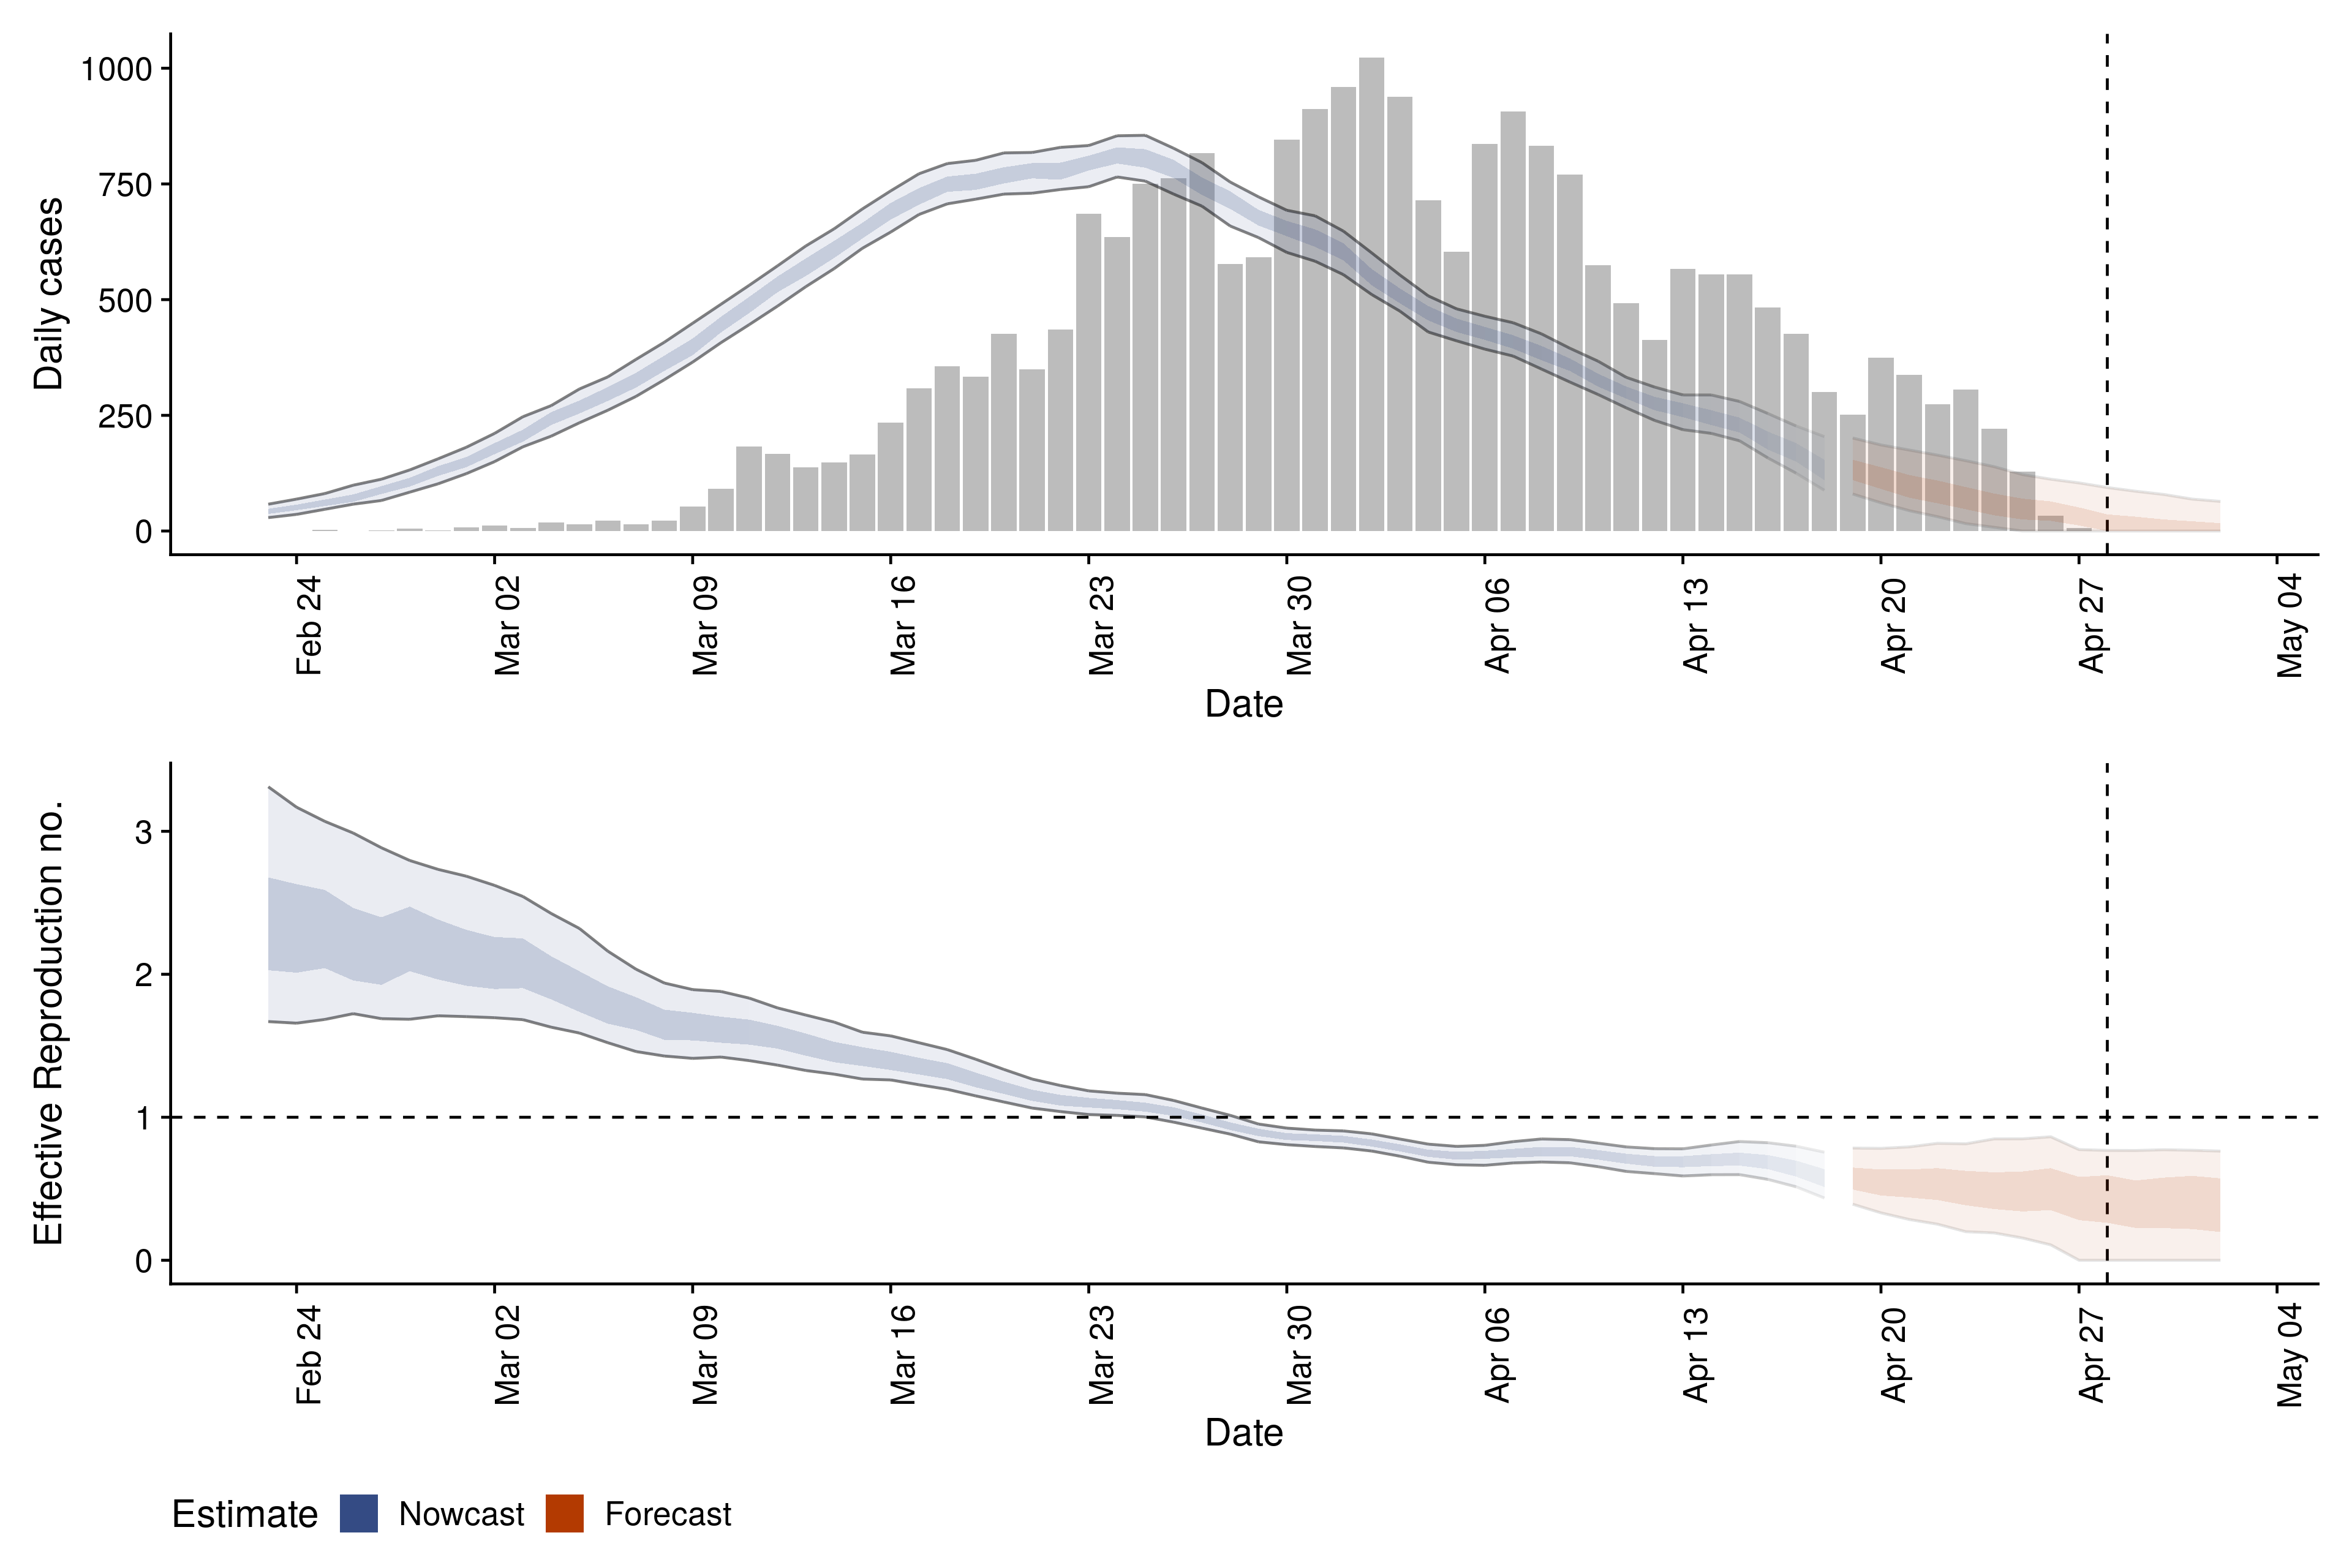 Daily cases
1000
750
500
250
0
Feb 24
Mar 02
Mar 09
Mar 16
Mar 23
Mar 30
Apr 06
Apr 13
Apr 20
Apr 27
May 04
Date
Effective Reproduction no.
3
2
1
0
Feb 24
Mar 02
Mar 09
Mar 16
Mar 23
Mar 30
Apr 06
Apr 13
Apr 20
Apr 27
May 04
Date
Estimate Nowcast Forecast